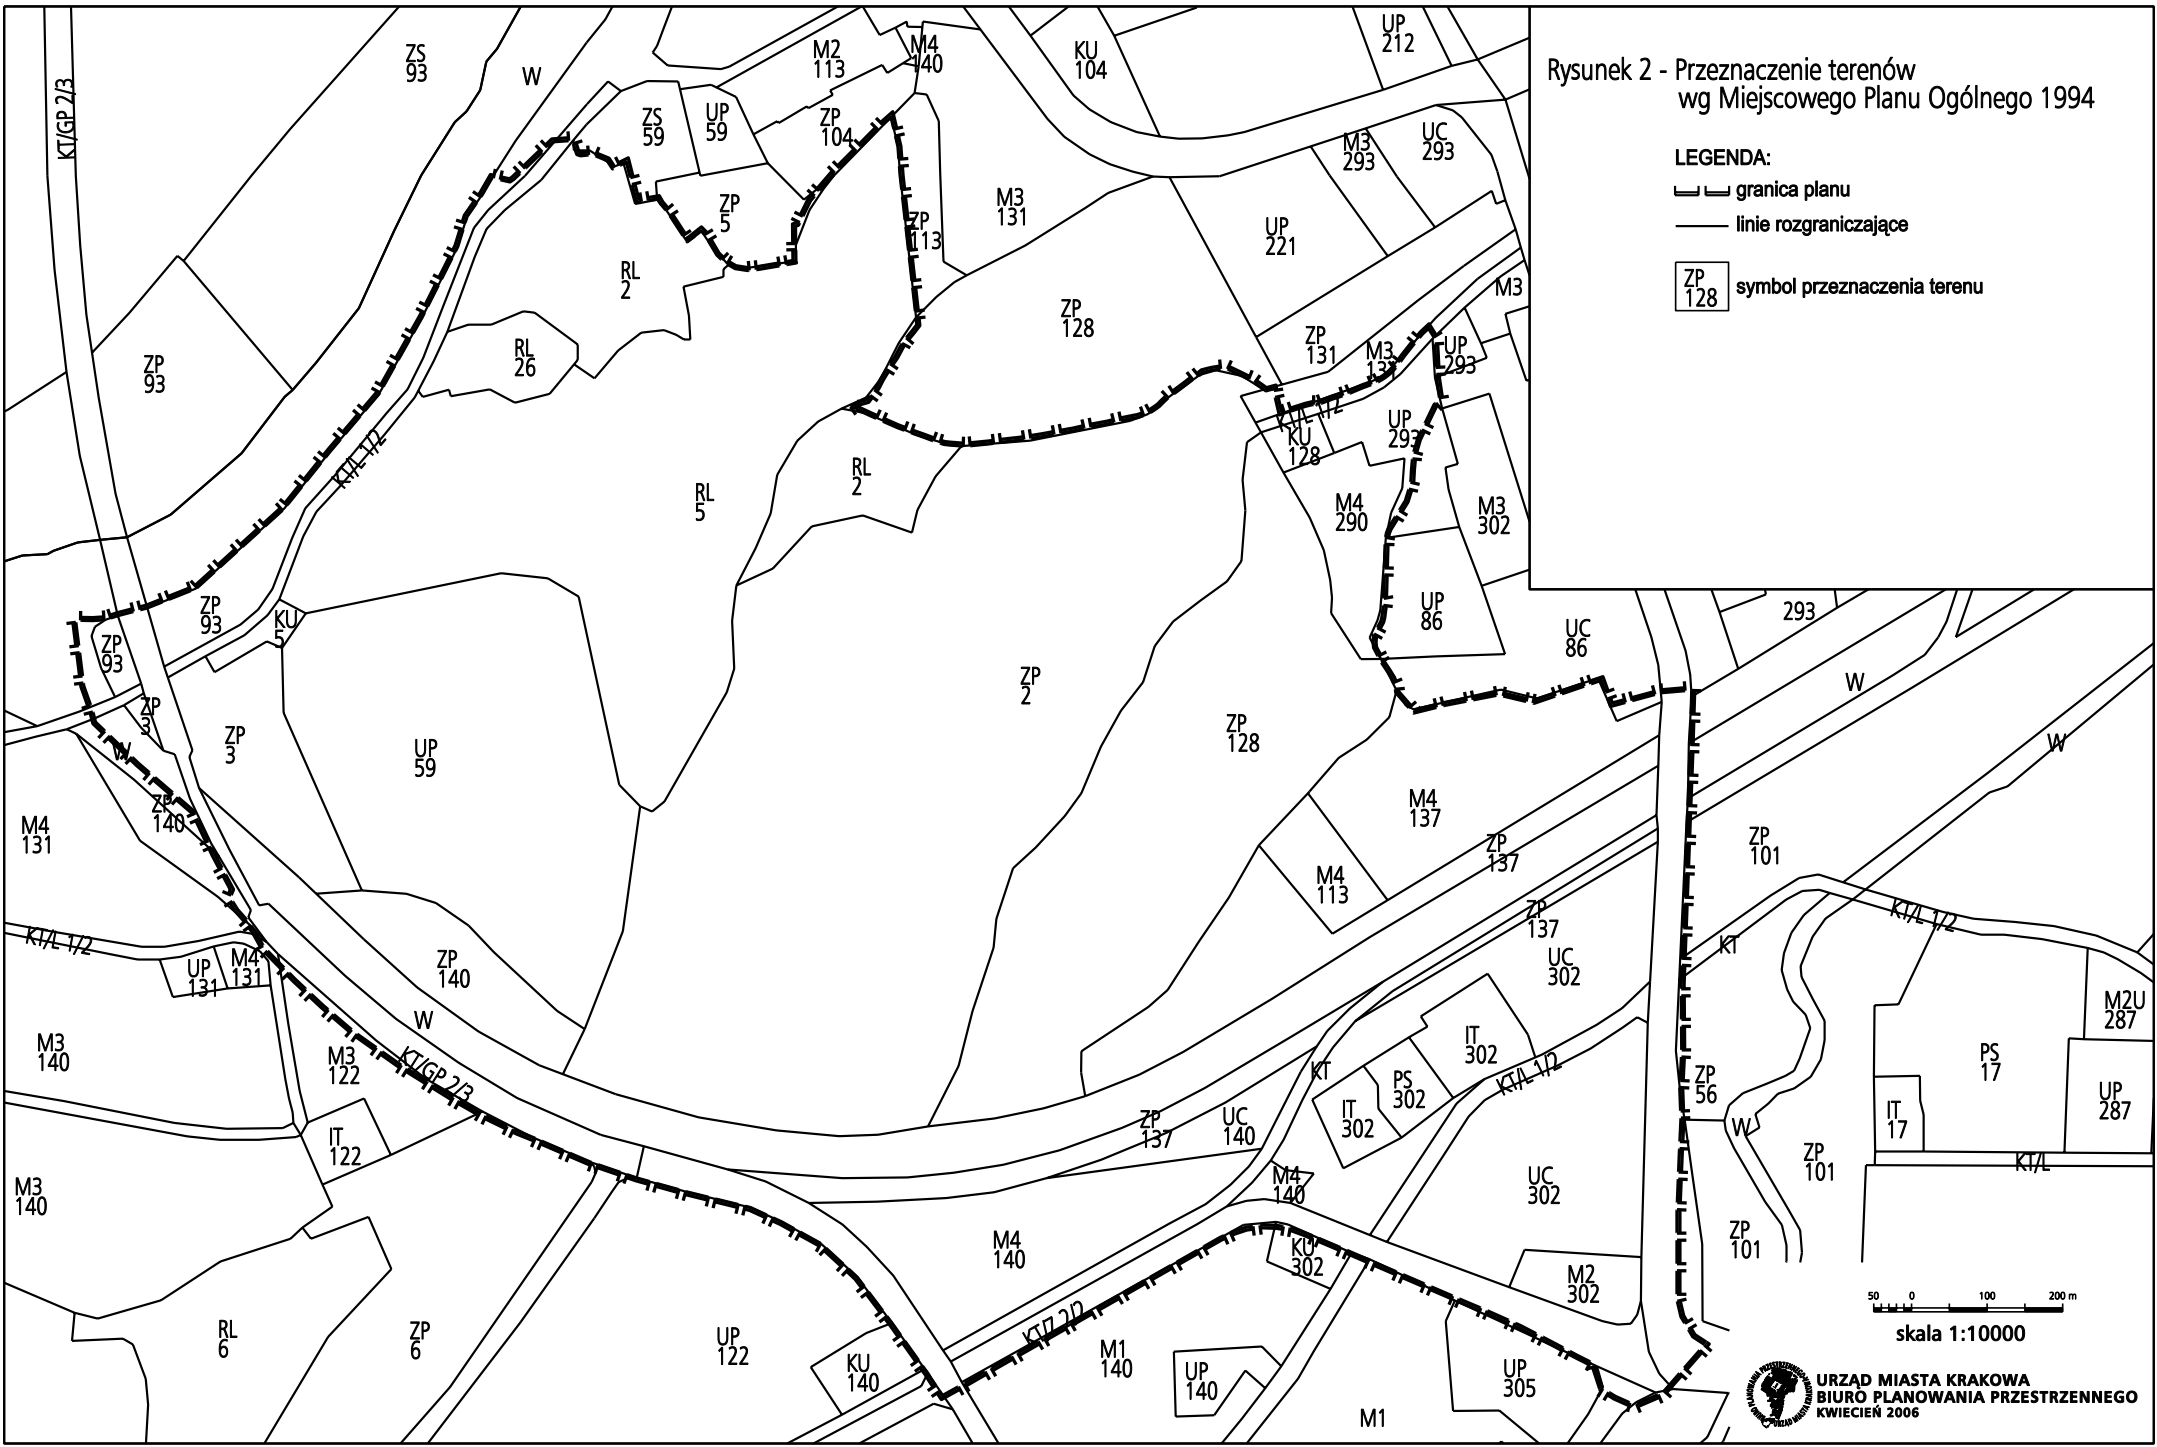 Rysunek 2 - Przeznaczenie terenów
wg Miejscowego Planu Ogólnego 1994
LEGENDA:
granica planu
linie rozgraniczające
ZP
128
symbol przeznaczenia terenu
KT/GP 2/3
ZS
93
W
M2
113
M4
140
KU
104
UP
212
ZS
59
UP
59
ZP
104
M3
293
UC
293
ZP
5
M3
131
ZP
113
UP
221
RL
2
M3
ZP
128
ZP
131
M3
131
UP
293
RL
26
ZP
93
KT/L 1/2
KT/L 1/2
UP
293
KU
128
RL
2
RL
5
M4
290
M3
302
ZP
93
KU
5
UP
86
UC
86
293
ZP
93
ZP
2
W
ZP
3
ZP
3
W
UP
59
ZP
128
W
ZP
140
M4
131
M4
137
ZP
137
ZP
101
M4
113
ZP
137
KT/L 1/2
KT
KT/L 1/2
UP
131
M4
131
ZP
140
UC
302
W
M2U
287
M3
140
M3
122
KT/GP 2/3
IT
302
PS
17
KT
PS
302
KT/L 1/2
ZP
56
IT
302
UP
287
IT
17
ZP
137
UC
140
W
IT
122
ZP
101
KT/L
M3
140
M4
140
UC
302
ZP
101
M4
140
KU
302
M2
302
RL
6
ZP
6
UP
122
KT/Z 2/2
M1
140
KU
140
UP
140
UP
305
M1
50 0 100 200 m
skala 1:10000
URZĄD MIASTA KRAKOWA
BIURO PLANOWANIA PRZESTRZENNEGO
KWIECIEŃ 2006